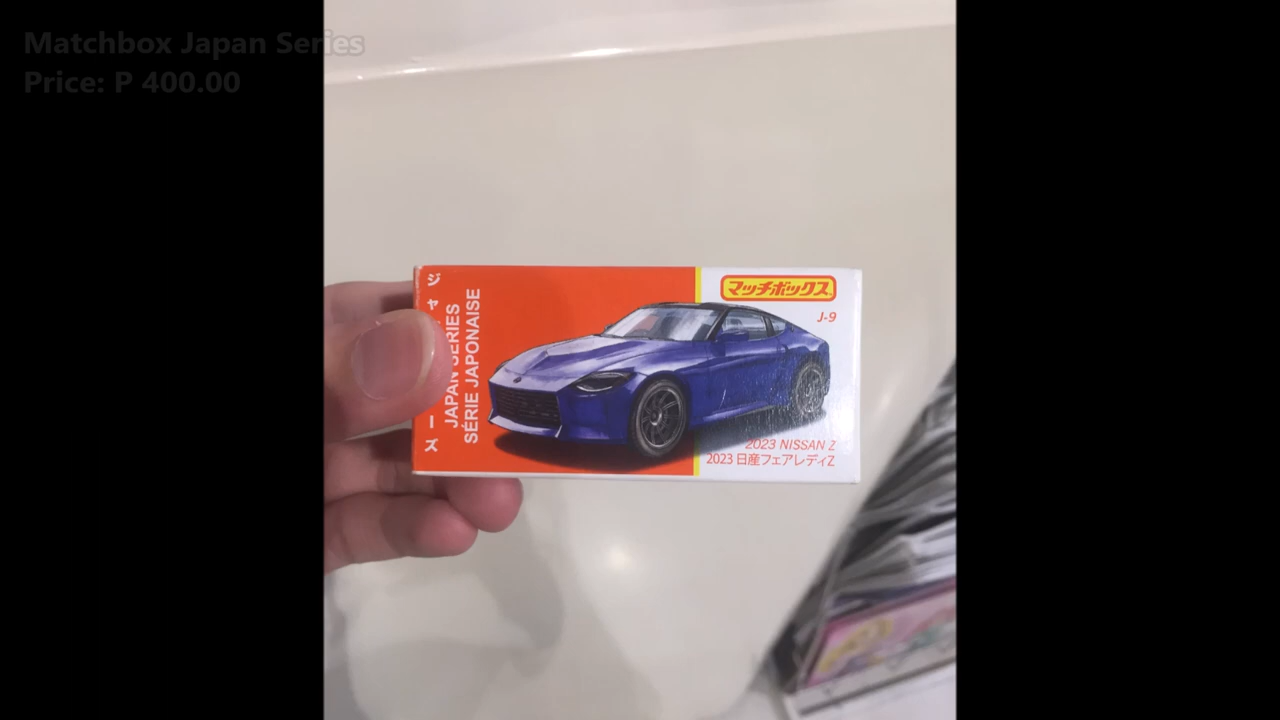 Matchbox Japan Series
Price: P 400.00
マッチボックス
J-9
JAPAN SERIES
SÉRIE JAPONAISE
2023 NISSAN Z
2023 日産フェアレディZ